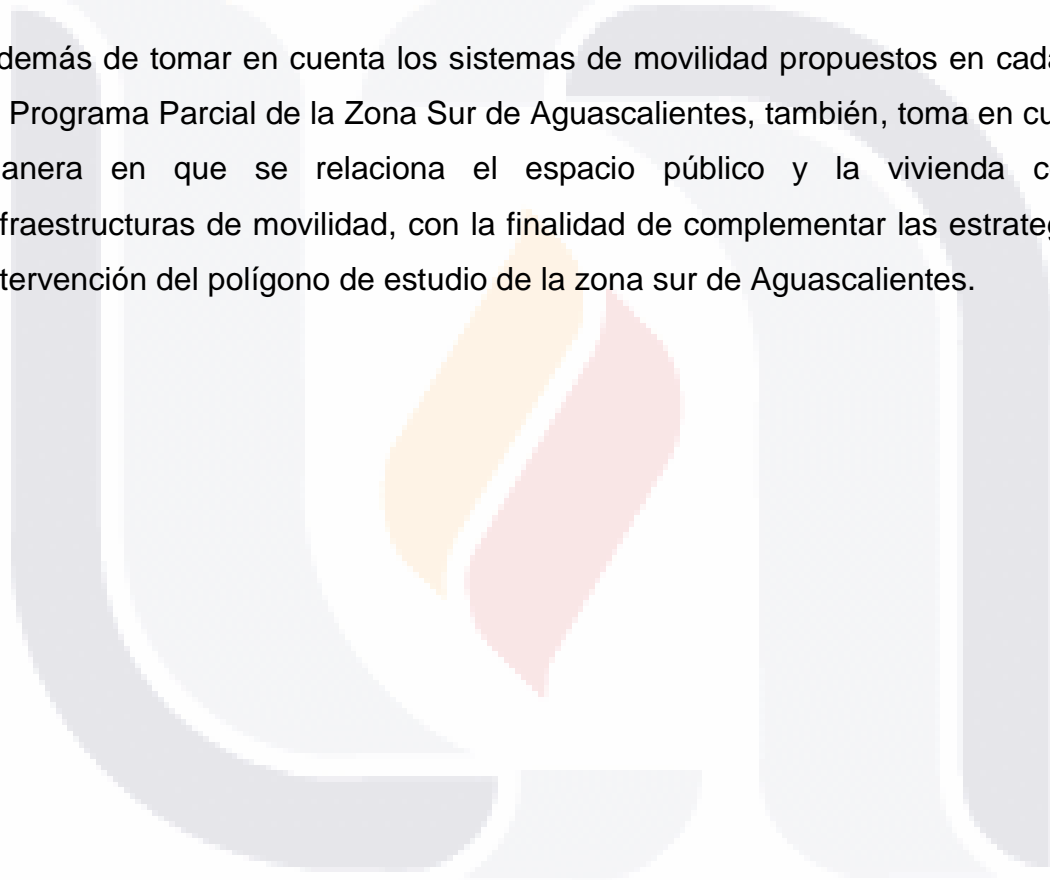 demás de tomar en cuenta los sistemas de movilidad propuestos en cada
Programa Parcial de la Zona Sur de Aguascalientes, también, toma en cu
anera en que se relaciona el espacio público y la vivienda c
fraestructuras de movilidad, con la finalidad de complementar las estrateg
tervención del polígono de estudio de la zona sur de Aguascalientes.